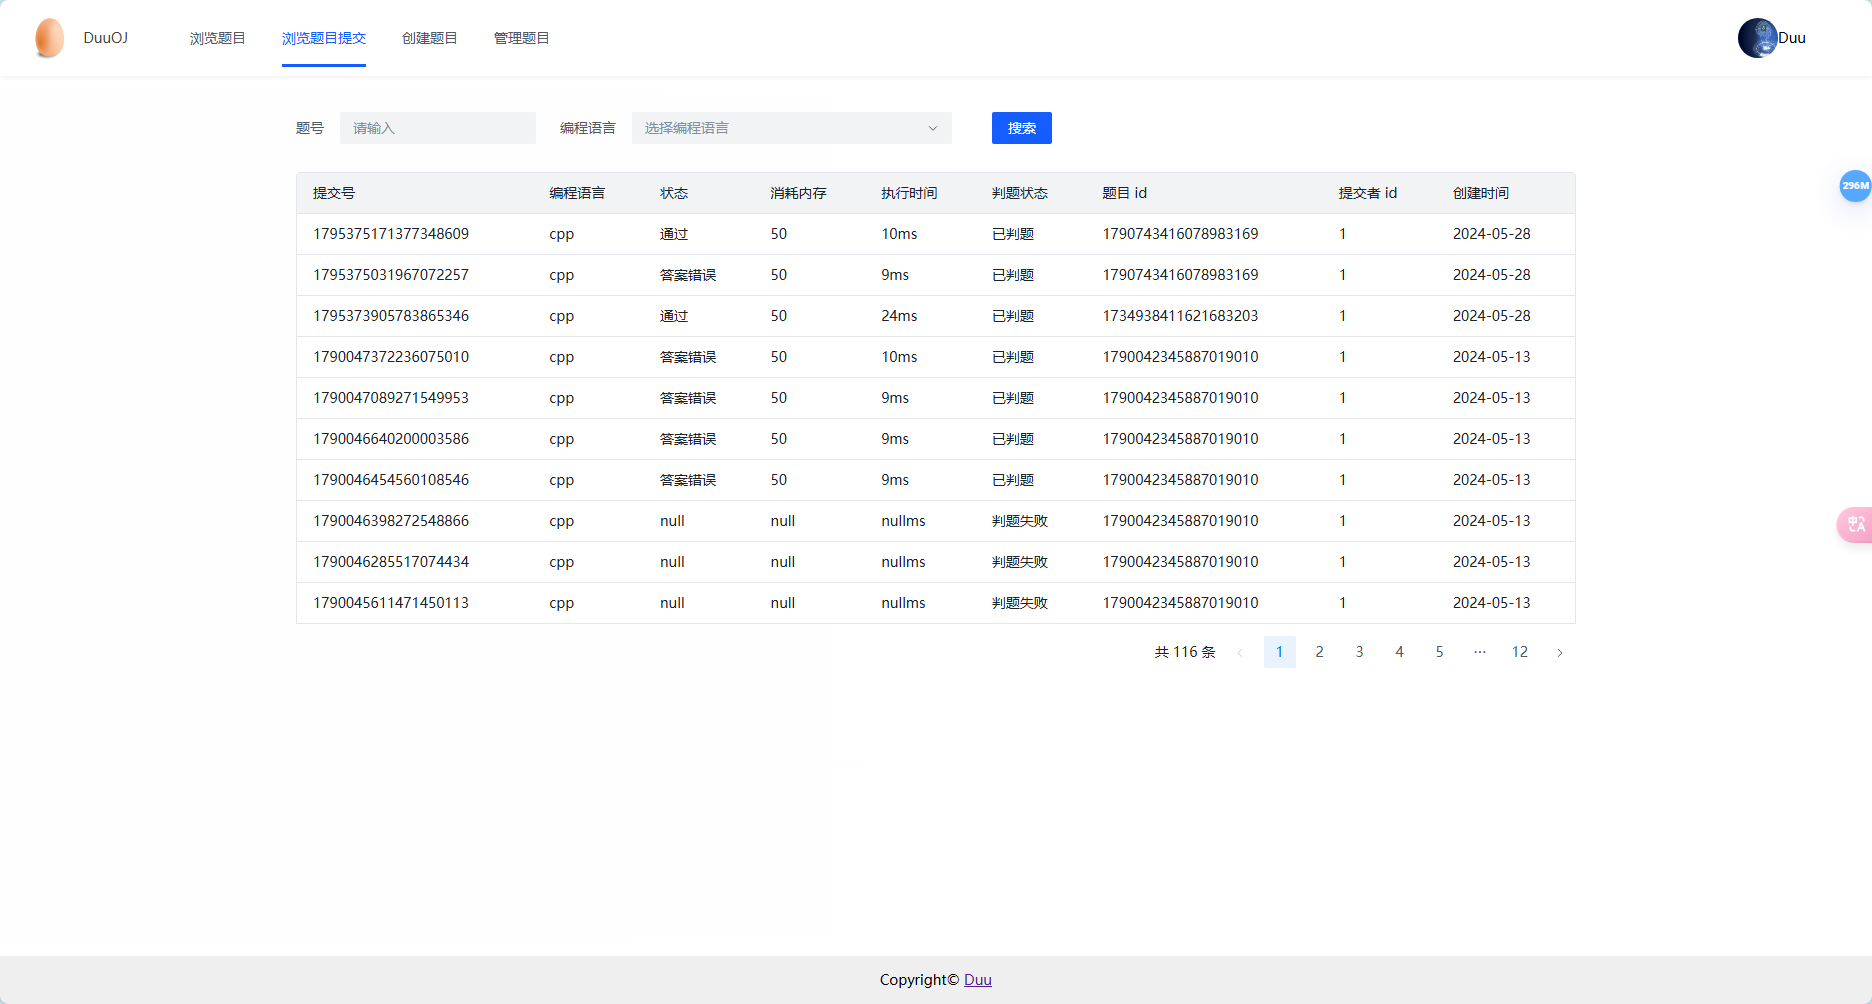 DuuOJ 浏览题目 浏览题目提交 创建题目 管理题目 Duu
题号 请输入 编程语言 选择编程语言 搜索
296M
提交号 编程语言 状态 消耗内存 执行时间 判题状态 题目 id 提交者 id 创建时间
1795375171377348609 cpp 通过 50 10ms 已判题 1790743416078983169 1 2024-05-28
1795375031967072257 cpp 答案错误 50 9ms 已判题 1790743416078983169 1 2024-05-28
1795373905783865346 cpp 通过 50 24ms 已判题 1734938411621683203 1 2024-05-28
1790047372236075010 cpp 答案错误 50 10ms 已判题 1790042345887019010 1 2024-05-13
1790047089271549953 cpp 答案错误 50 9ms 已判题 1790042345887019010 1 2024-05-13
1790046640200003586 cpp 答案错误 50 9ms 已判题 1790042345887019010 1 2024-05-13
1790046454560108546 cpp 答案错误 50 9ms 已判题 1790042345887019010 1 2024-05-13
1790046398272548866 cpp null null nullms 判题失败 1790042345887019010 1 2024-05-13
1790046285517074434 cpp null null nullms 判题失败 1790042345887019010 1 2024-05-13
1790045611471450113 cpp null null nullms 判题失败 1790042345887019010 1 2024-05-13
共 116 条 1 2 3 4 5 ··· 12
Copyright© Duu